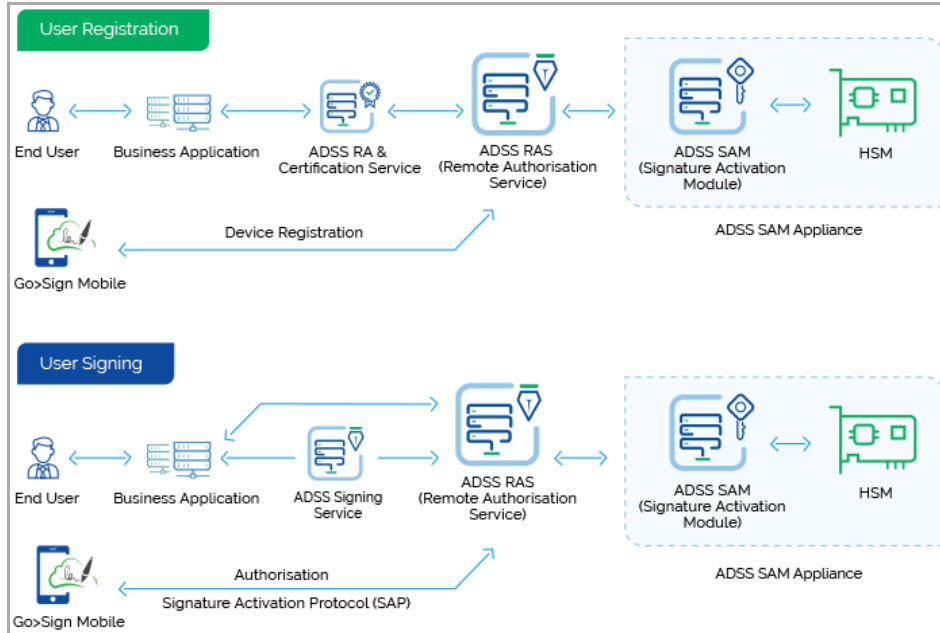 User Registration
End User
Business Application
ADSS RA &
Certification Service
ADSS RAS
(Remote Authorisation
Service)
ADSS SAM
(Signature Activation
Module)
HSM
ADSS SAM Appliance
Device Registration
Go>Sign Mobile
User Signing
End User
Business Application
ADSS Signing
Service
ADSS RAS
(Remote Authorisation
Service)
ADSS SAM
(Signature Activation
Module)
HSM
ADSS SAM Appliance
Authorisation
Signature Activation Protocol (SAP)
Go>Sign Mobile